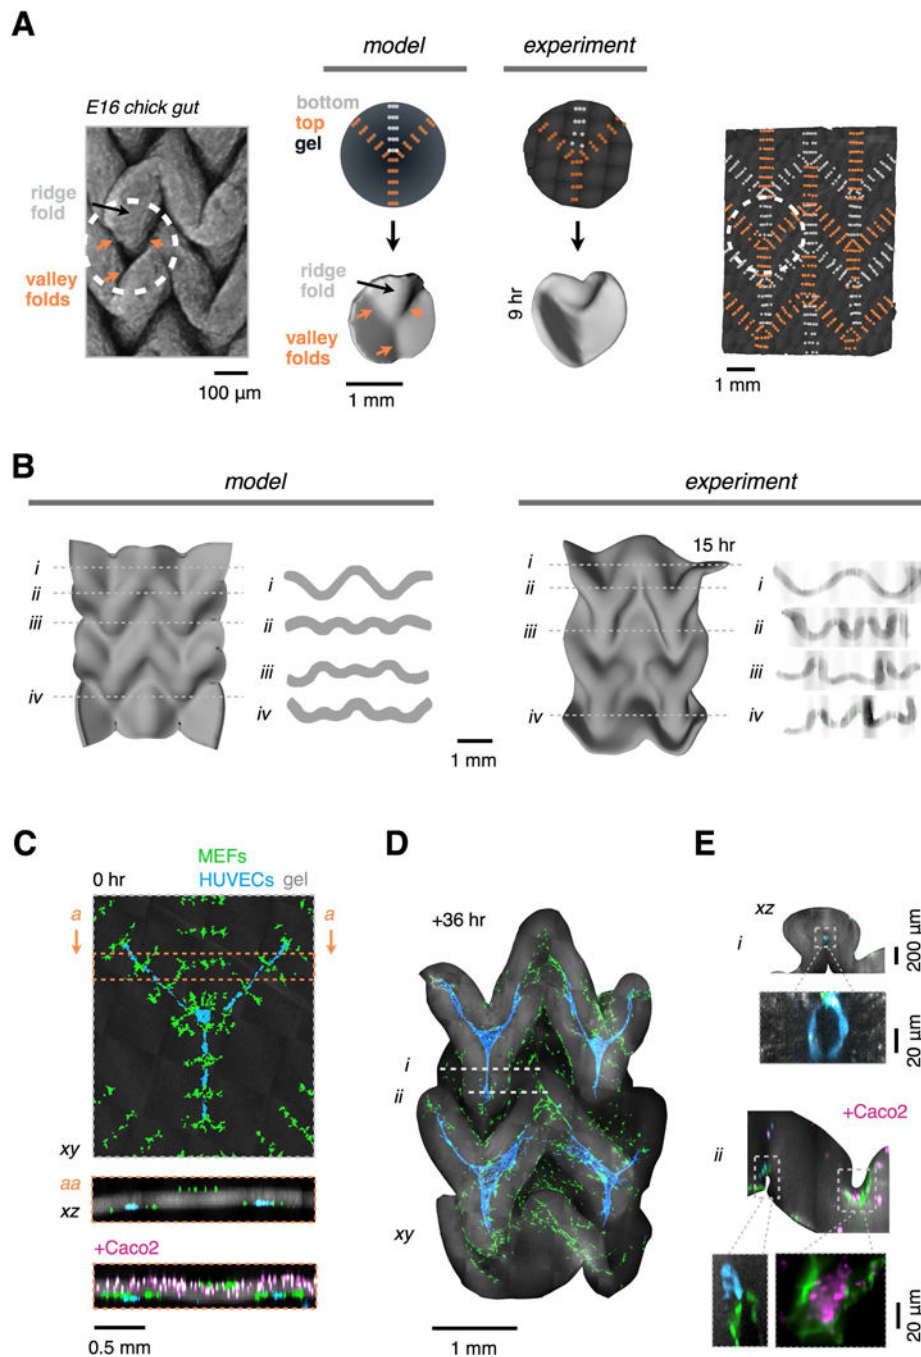 A
model
experiment
E16 chick gut
bottom
top
gel
ridge
fold
valley
folds
ridge
fold
valley
folds
9 hr
100 µm
1 mm
1 mm
B
model
experiment
15 hr
i
ii
iii
iv
i
ii
iii
iv
i
ii
iii
iv
i
ii
iii
iv
1 mm
C
MEFs
0 hr
HUVECs
gel
a
a
xy
aa
xz
+Caco2
0.5 mm
D
+36 hr
i
ii
xy
1 mm
E
xz
i
200 µm
20 µm
+Caco2
ii
20 µm